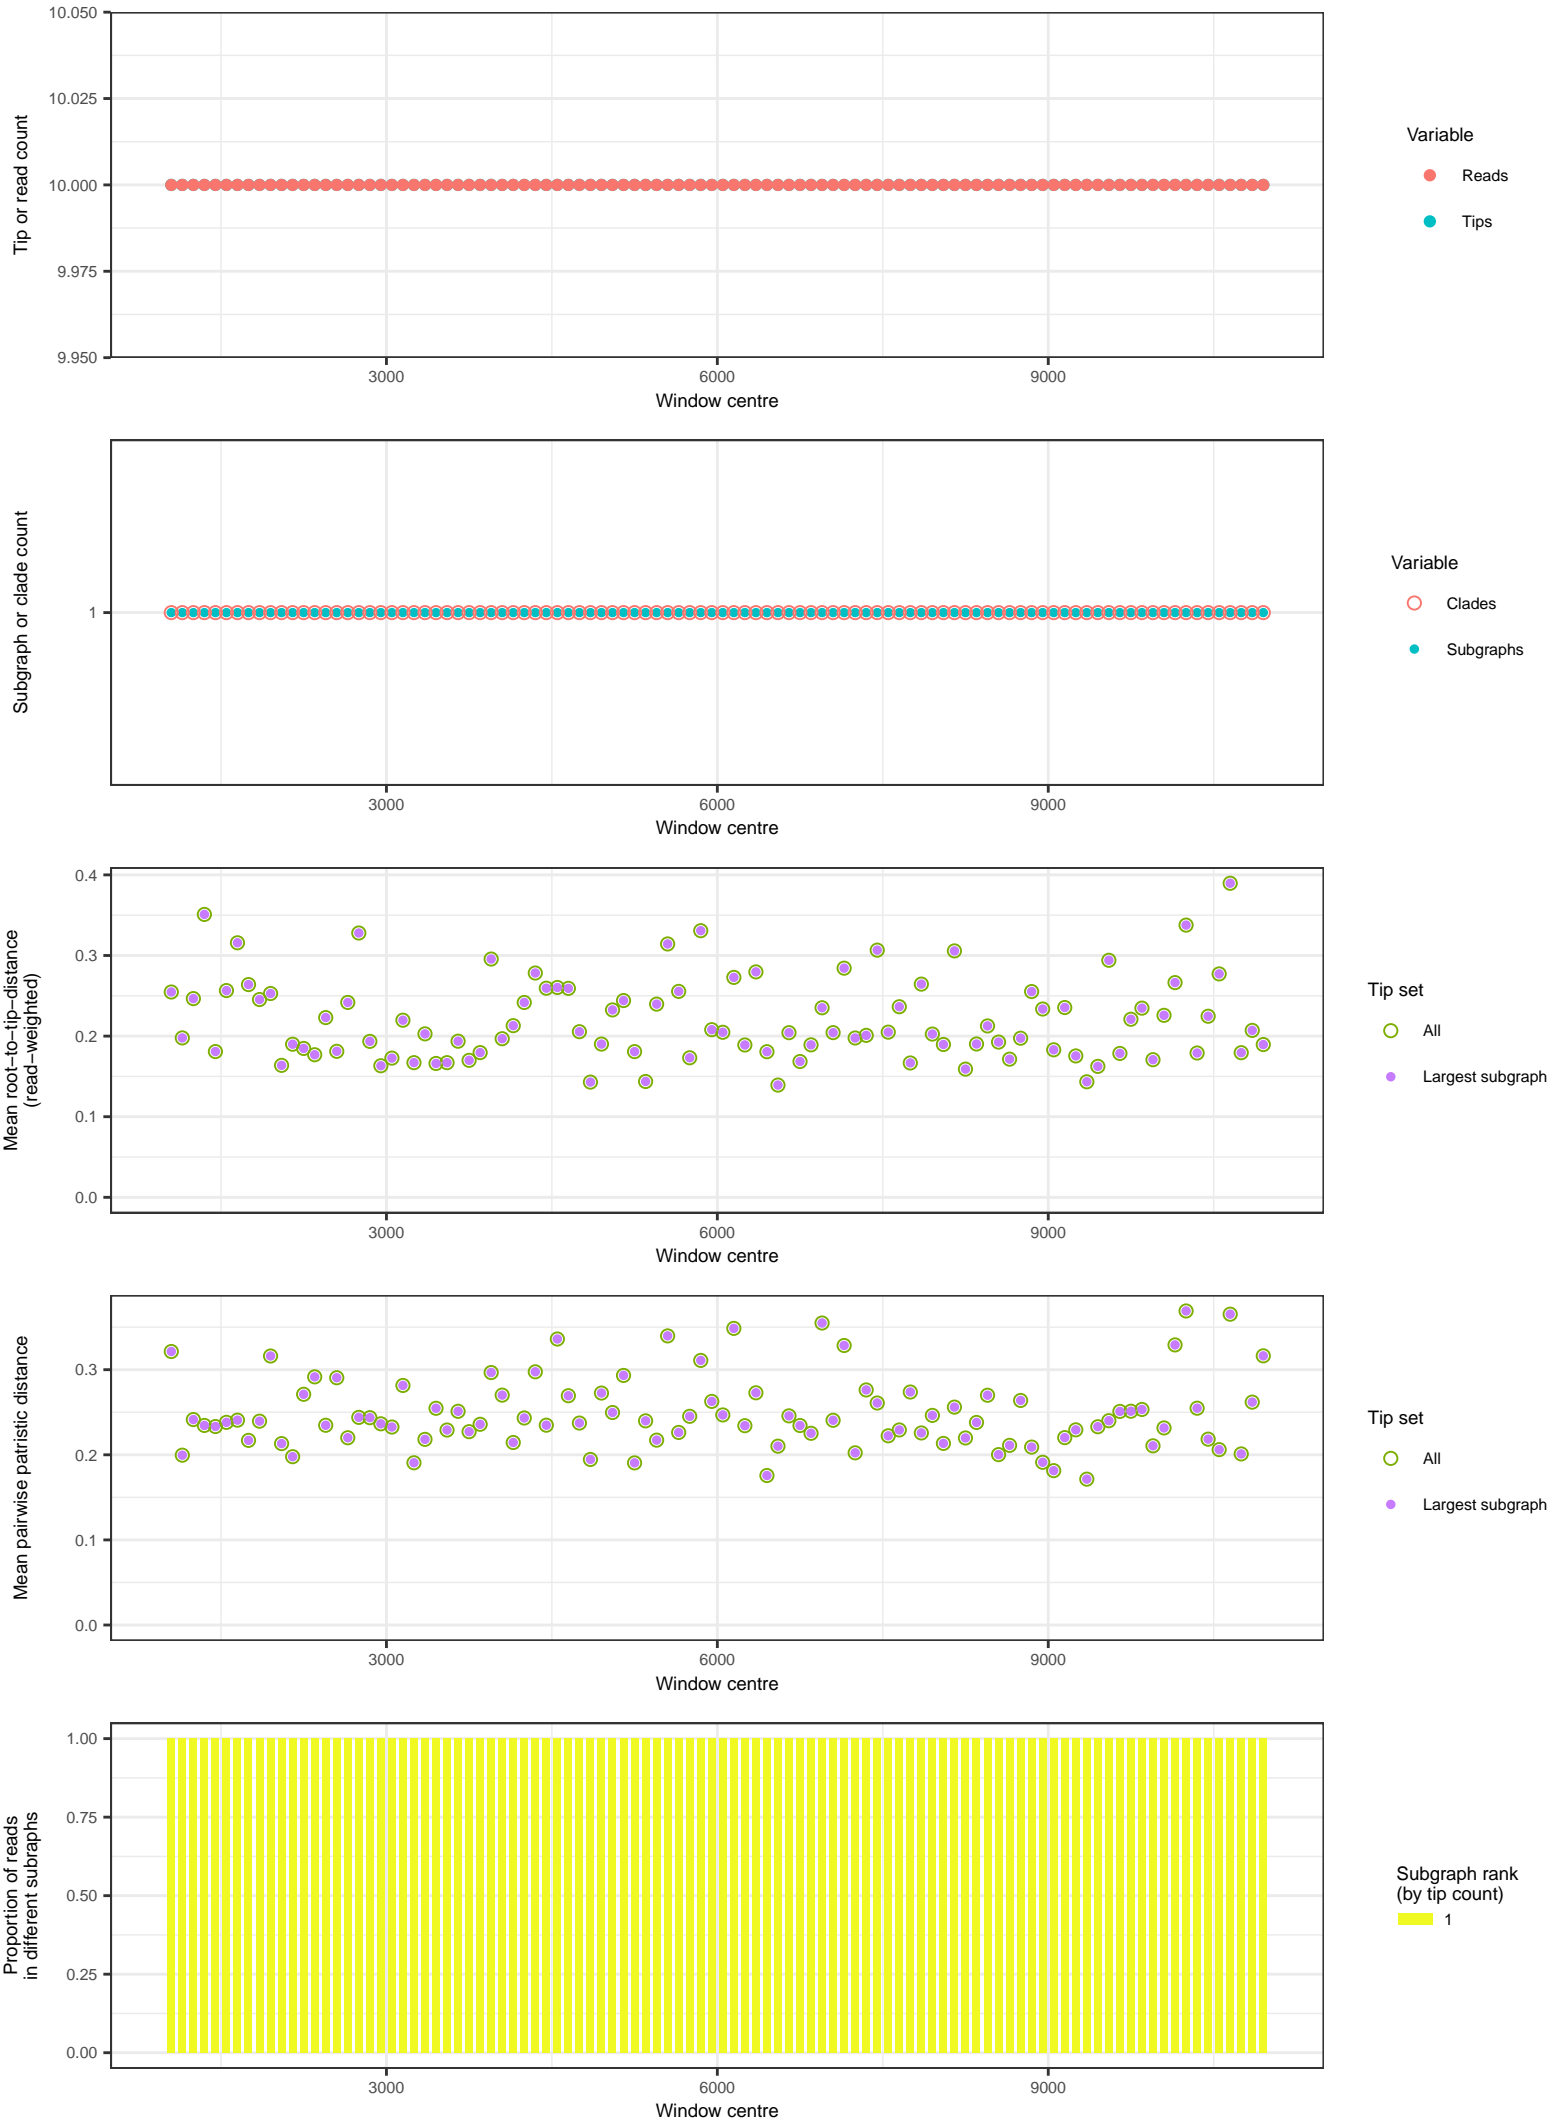 10.050
10.025
10.000
9.975
9.950
Tip or read count
3000
6000
9000
Window centre
Variable
Reads
Tips
1
Subgraph or clade count
3000
6000
9000
Window centre
Variable
Clades
Subgraphs
0.4
0.3
0.2
0.1
0.0
Mean root−to−tip−distance
(read−weighted)
3000
6000
9000
Window centre
Tip set
All
Largest subgraph
0.3
0.2
0.1
0.0
Mean pairwise patristic distance
3000
6000
9000
Window centre
Tip set
All
Largest subgraph
1.00
0.75
0.50
0.25
0.00
Proportion of reads
in different subraphs
3000
6000
9000
Window centre
Subgraph rank
(by tip count)
1